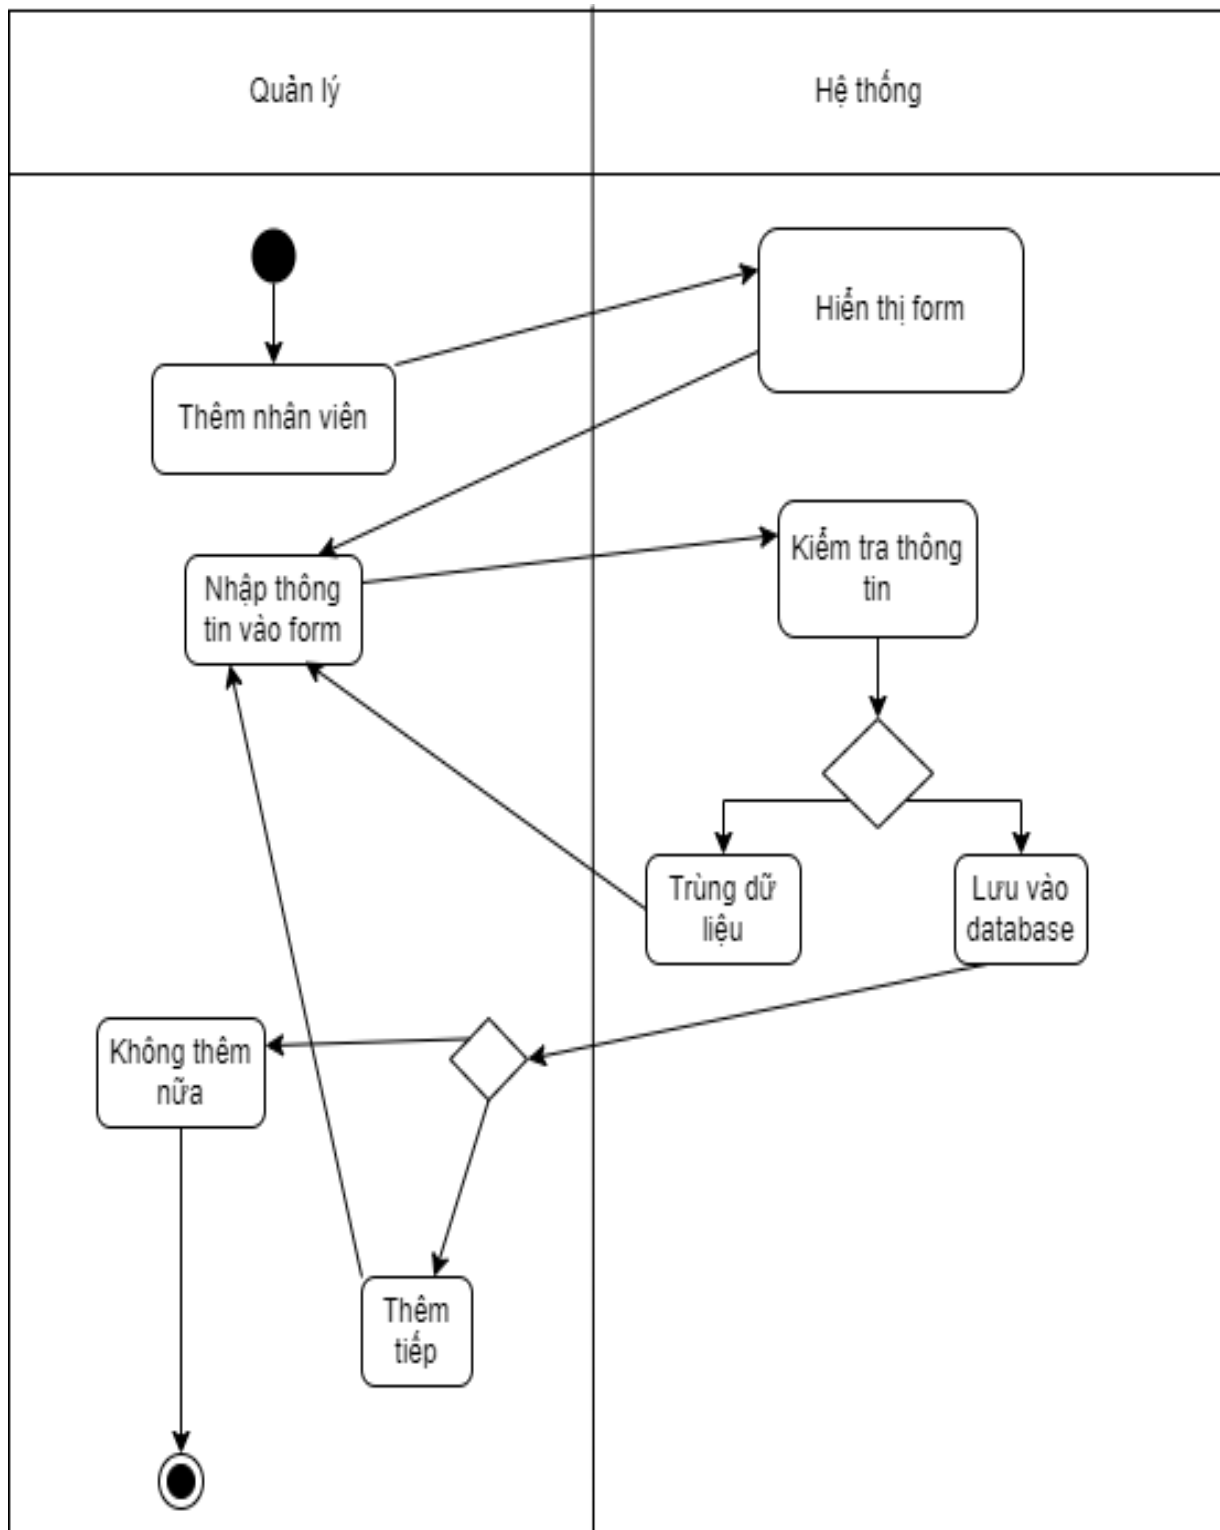 Quản lý
Hệ thống
Hiển thị form
Thêm nhân viên
Kiểm tra thông
tin
Nhập thông
tin vào form
Trùng dữ
liệu
Lưu vào
database
Không thêm
nữa
Thêm
tiếp